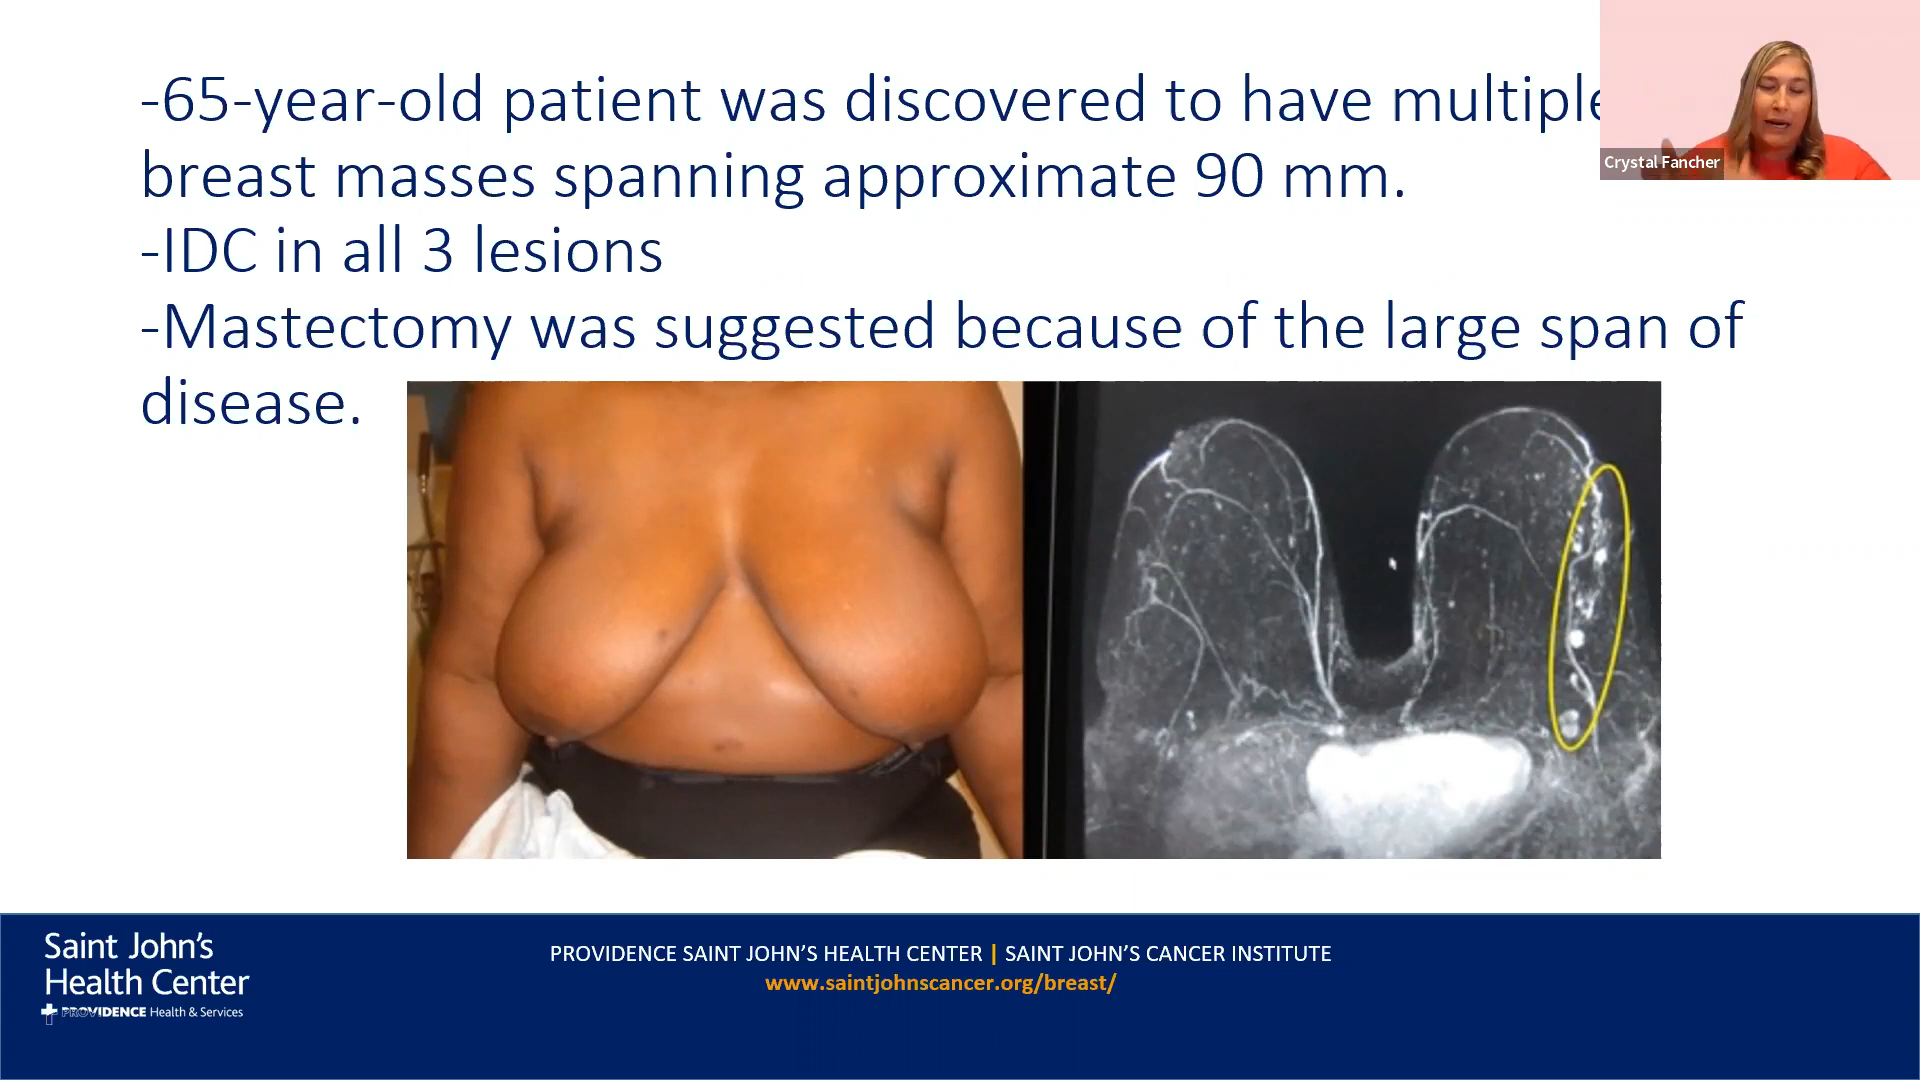 -65-year-old patient was discovered to have multiple
breast masses spanning approximate 90 mm.
-IDC in all 3 lesions
-Mastectomy was suggested because of the large span of
disease.
Crystal Fancher
Saint John's
Health Center
PROVIDENCE Health & Services
PROVIDENCE SAINT JOHN'S HEALTH CENTER | SAINT JOHN'S CANCER INSTITUTE
www.saintjohnscancer.org/breast/